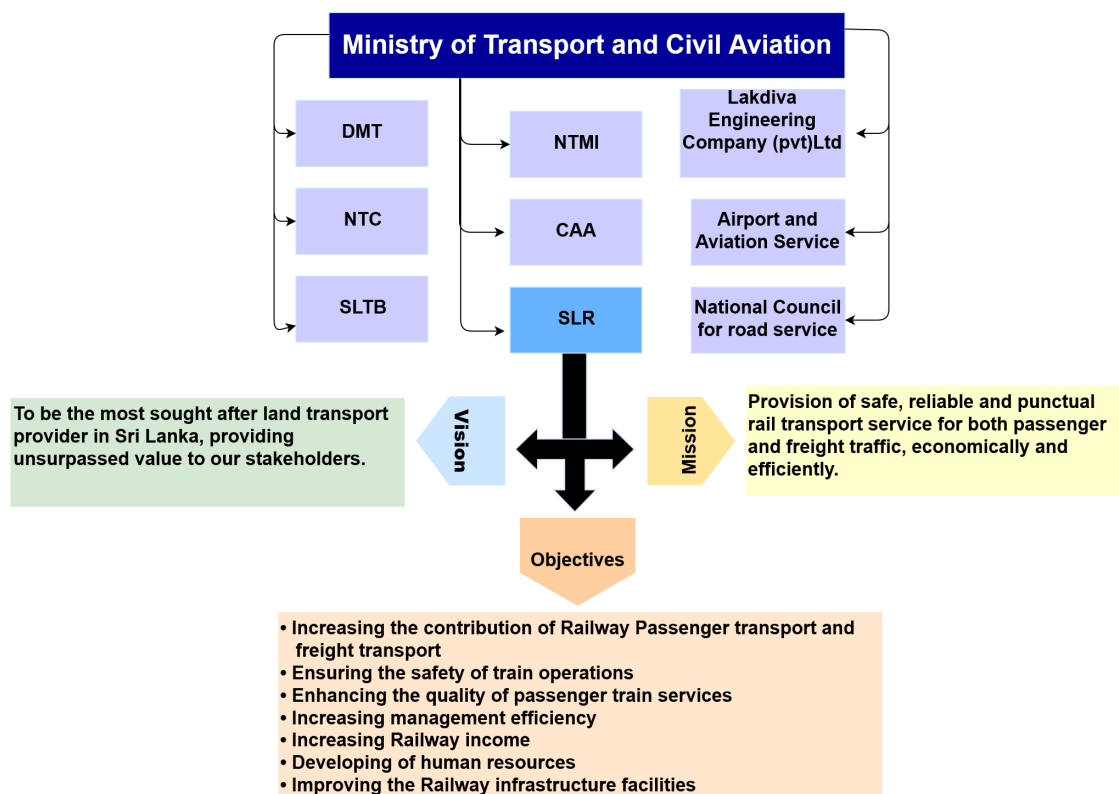 Ministry of Transport and Civil Aviation
DMT
NTC
SLTB
NTMI
CAA
SLR
Lakdiva
Engineering
Company (pvt)Ltd
Airport and
Aviation Service
National Council
for road service
To be the most sought after land transport
provider in Sri Lanka, providing
unsurpassed value to our stakeholders.
Vision
Mission
Provision of safe, reliable and punctual
rail transport service for both passenger
and freight traffic, economically and
efficiently.
Objectives
• Increasing the contribution of Railway Passenger transport and
freight transport
• Ensuring the safety of train operations
• Enhancing the quality of passenger train services
• Increasing management efficiency
• Increasing Railway income
• Developing of human resources
• Improving the Railway infrastructure facilities